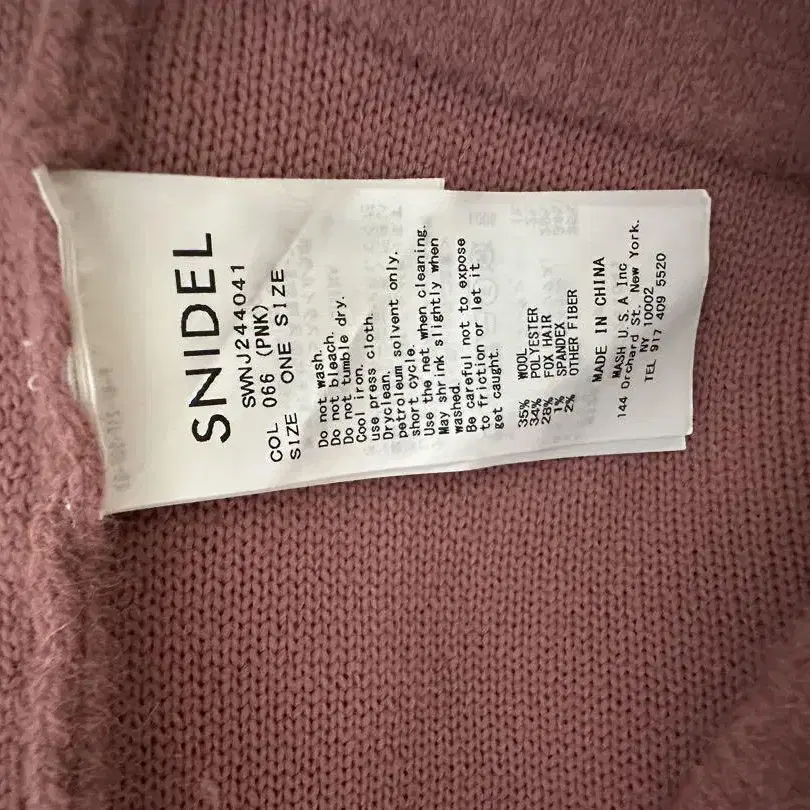 SNIDEL
SWNJ244041
COL 066 (PNK)
SIZE ONE SIZE
Do not wash.
Do not bleach.
Do not tumble dry.
Cool iron.
use press cloth.
Dryclean.
petroleum solvent only.
short cycle.
Use the net when cleaning.
May shrink slightly when
washed.
Be careful not to expose
to friction or let it
get caught.
35% WOOL
34% POLYESTER
28% FOX HAIR
1% SPANDEX
2% OTHER FIBER
MADE IN CHINA
MASH U.S.A Inc
144 Orchard St. New York.
NY 10002
TEL 917 409 5520